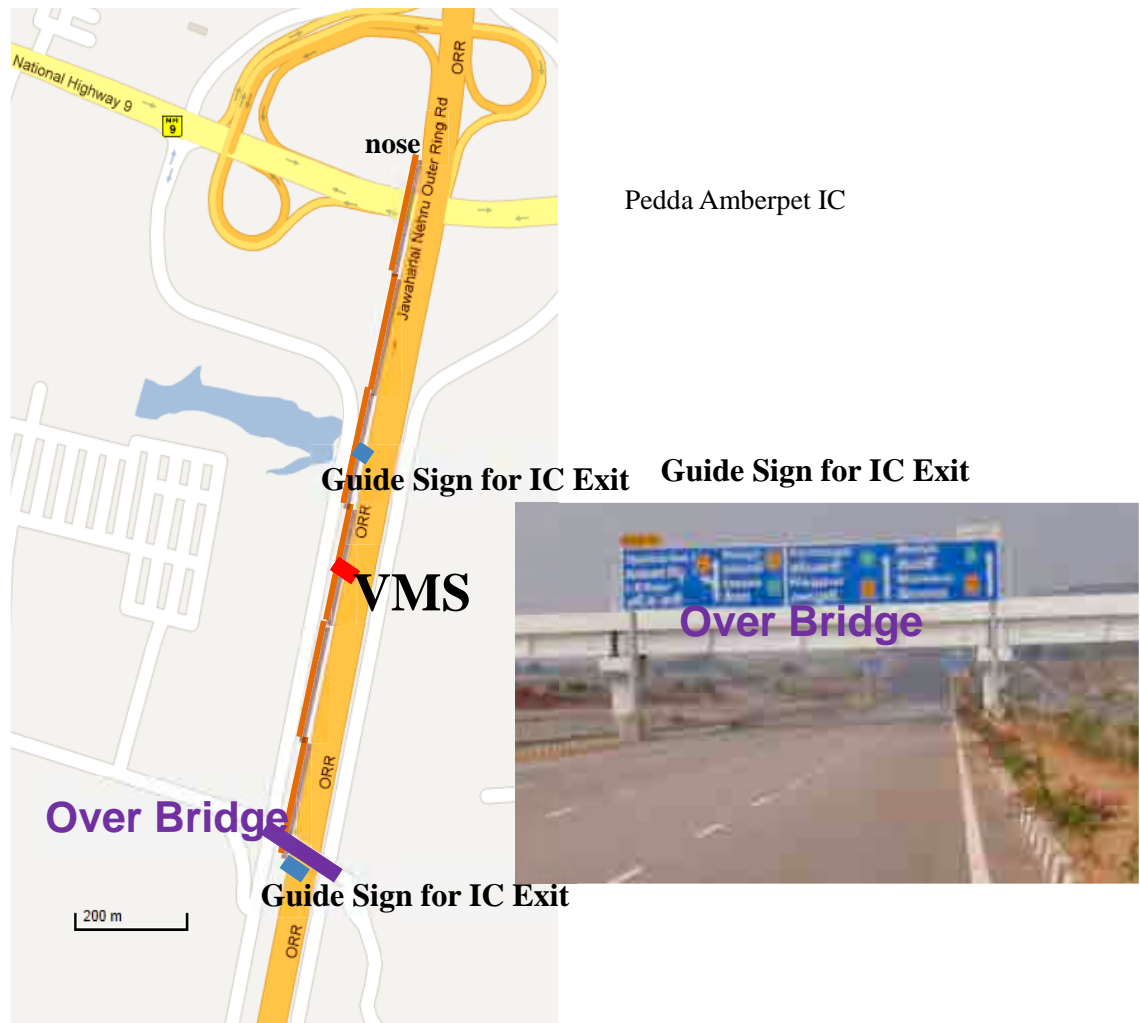 ORR
National Highway 9
NH
9
nose
Jawaharlal Nehru Outer Ring Rd
Pedda Amberpet IC
Guide Sign for IC Exit
Guide Sign for IC Exit
ORR
VMS
Over Bridge
ORR
Over Bridge
Guide Sign for IC Exit
200 m
ORR